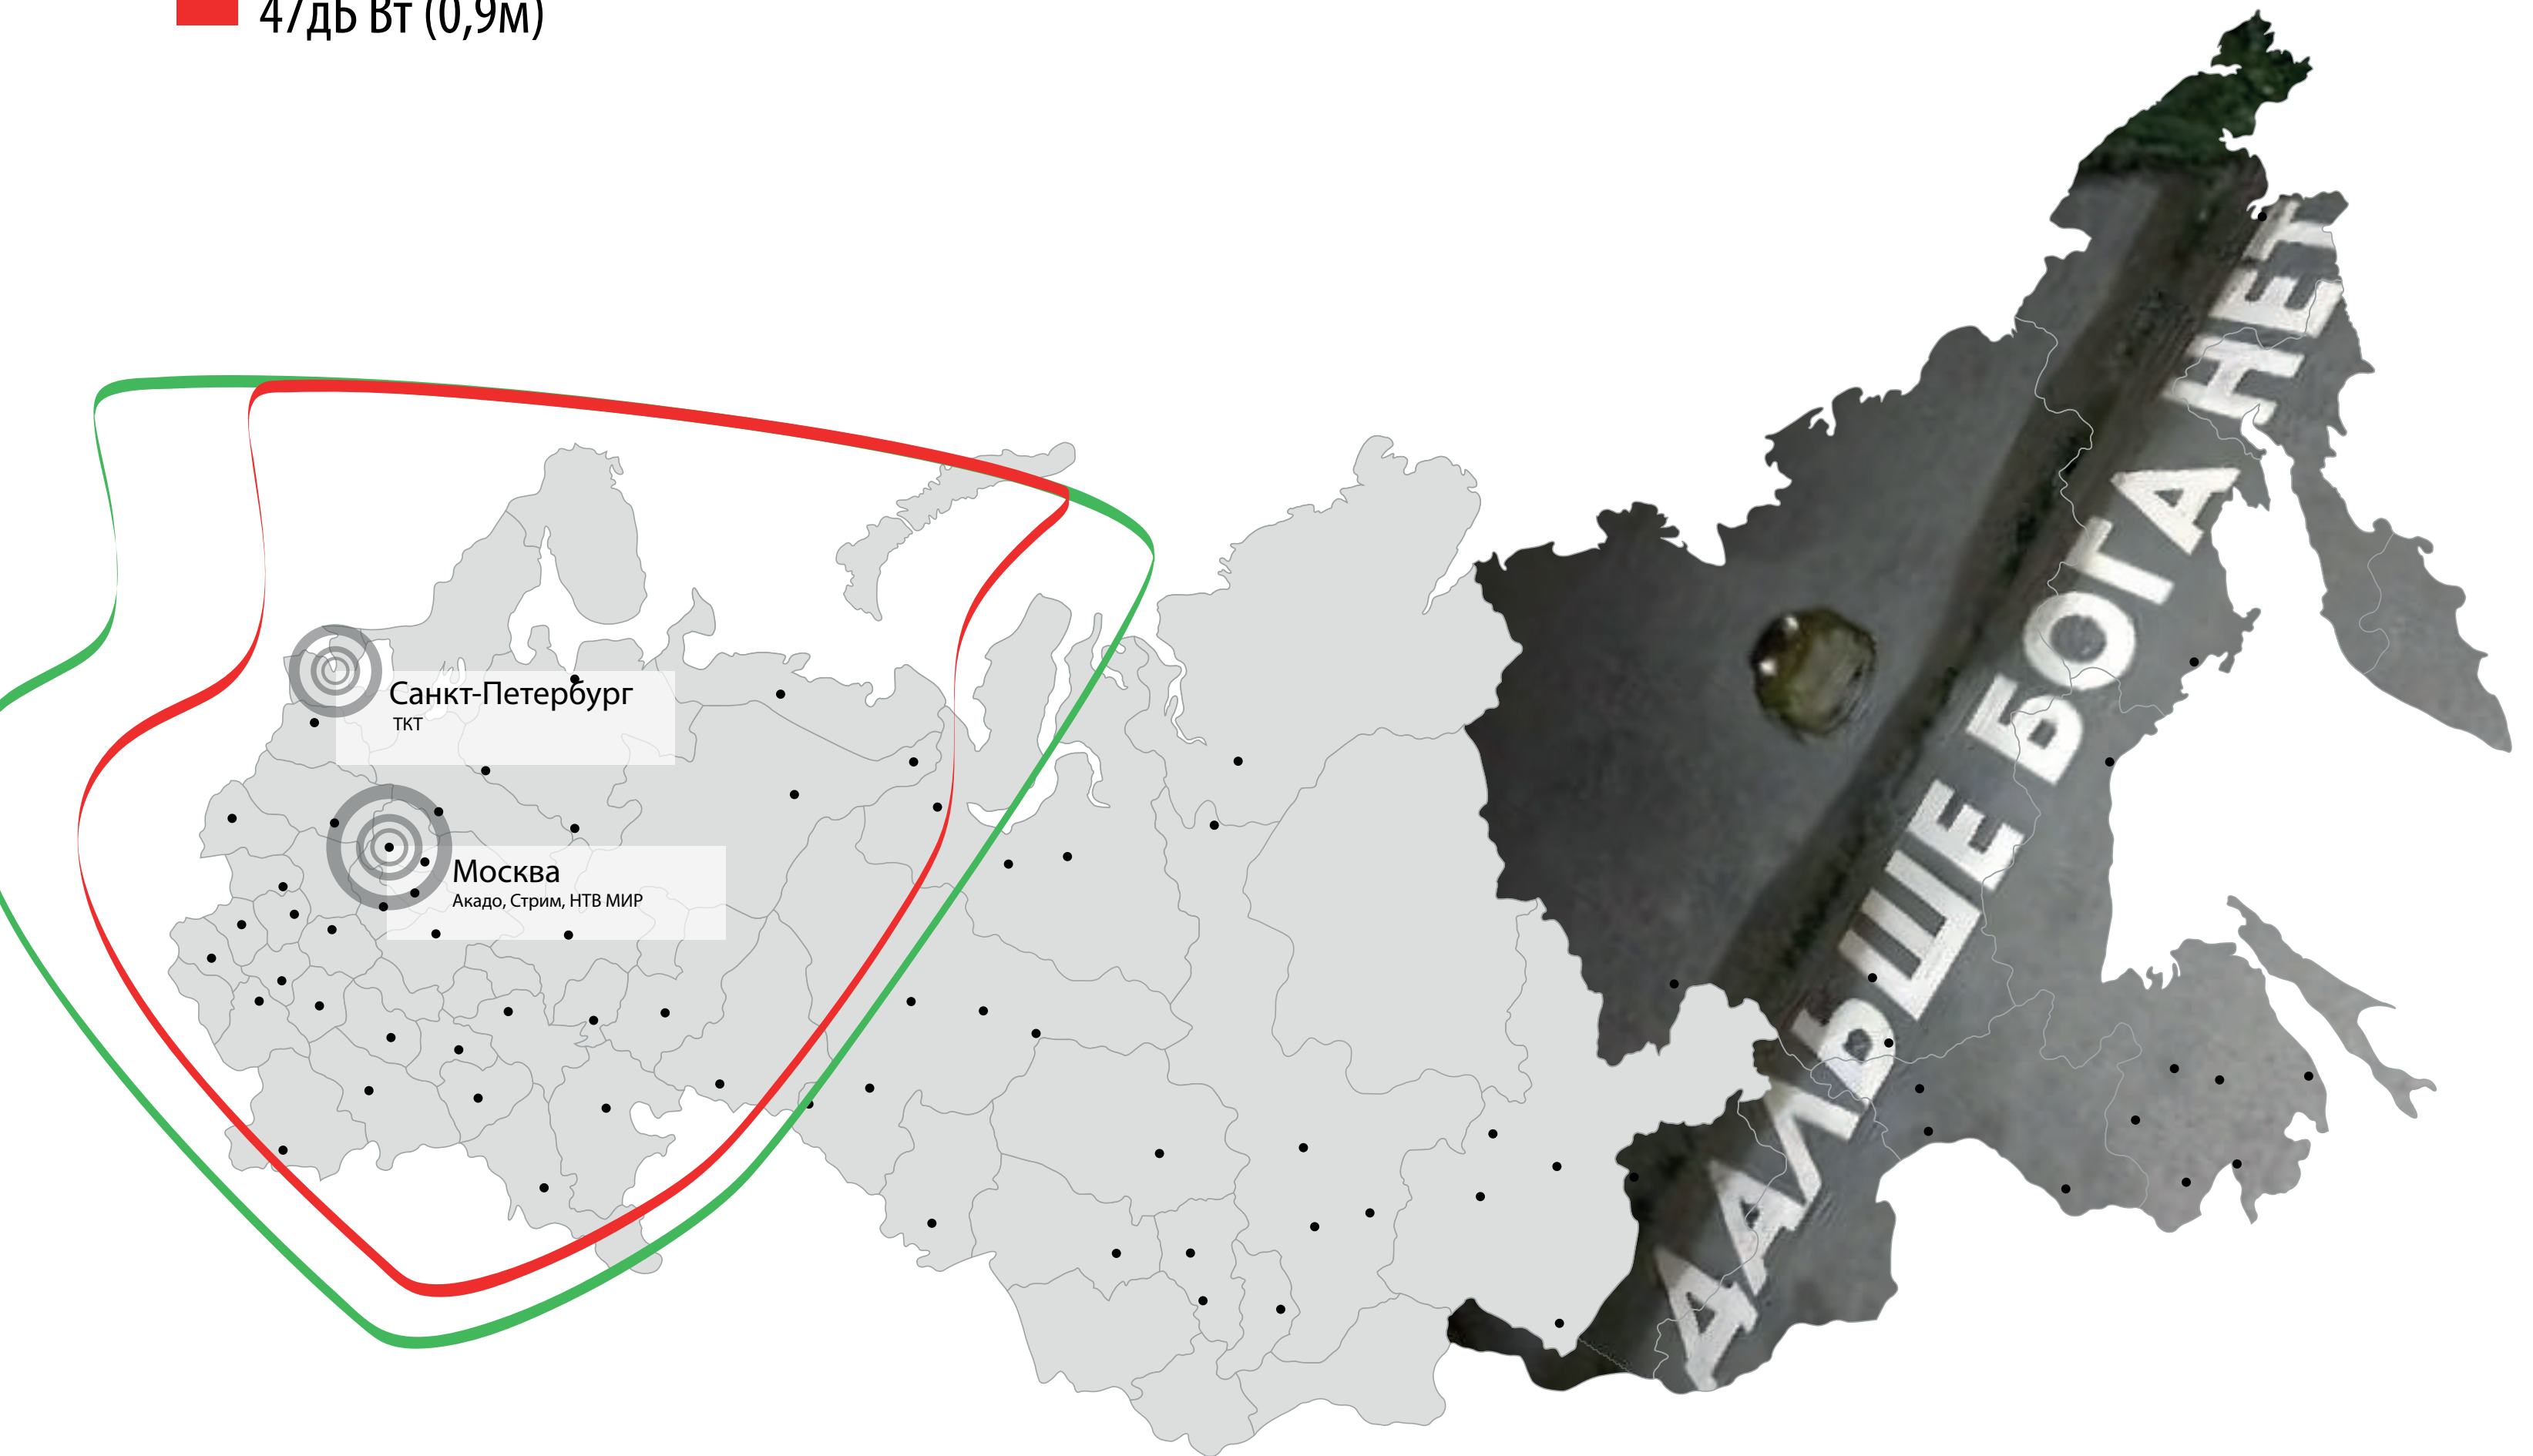 47дБ Вт (0,9м)
Санкт-Петербург
ТКТ
Москва
Акадо, Стрим, НТВ МИР
ДАЛЬШЕ БОГА НЕТ